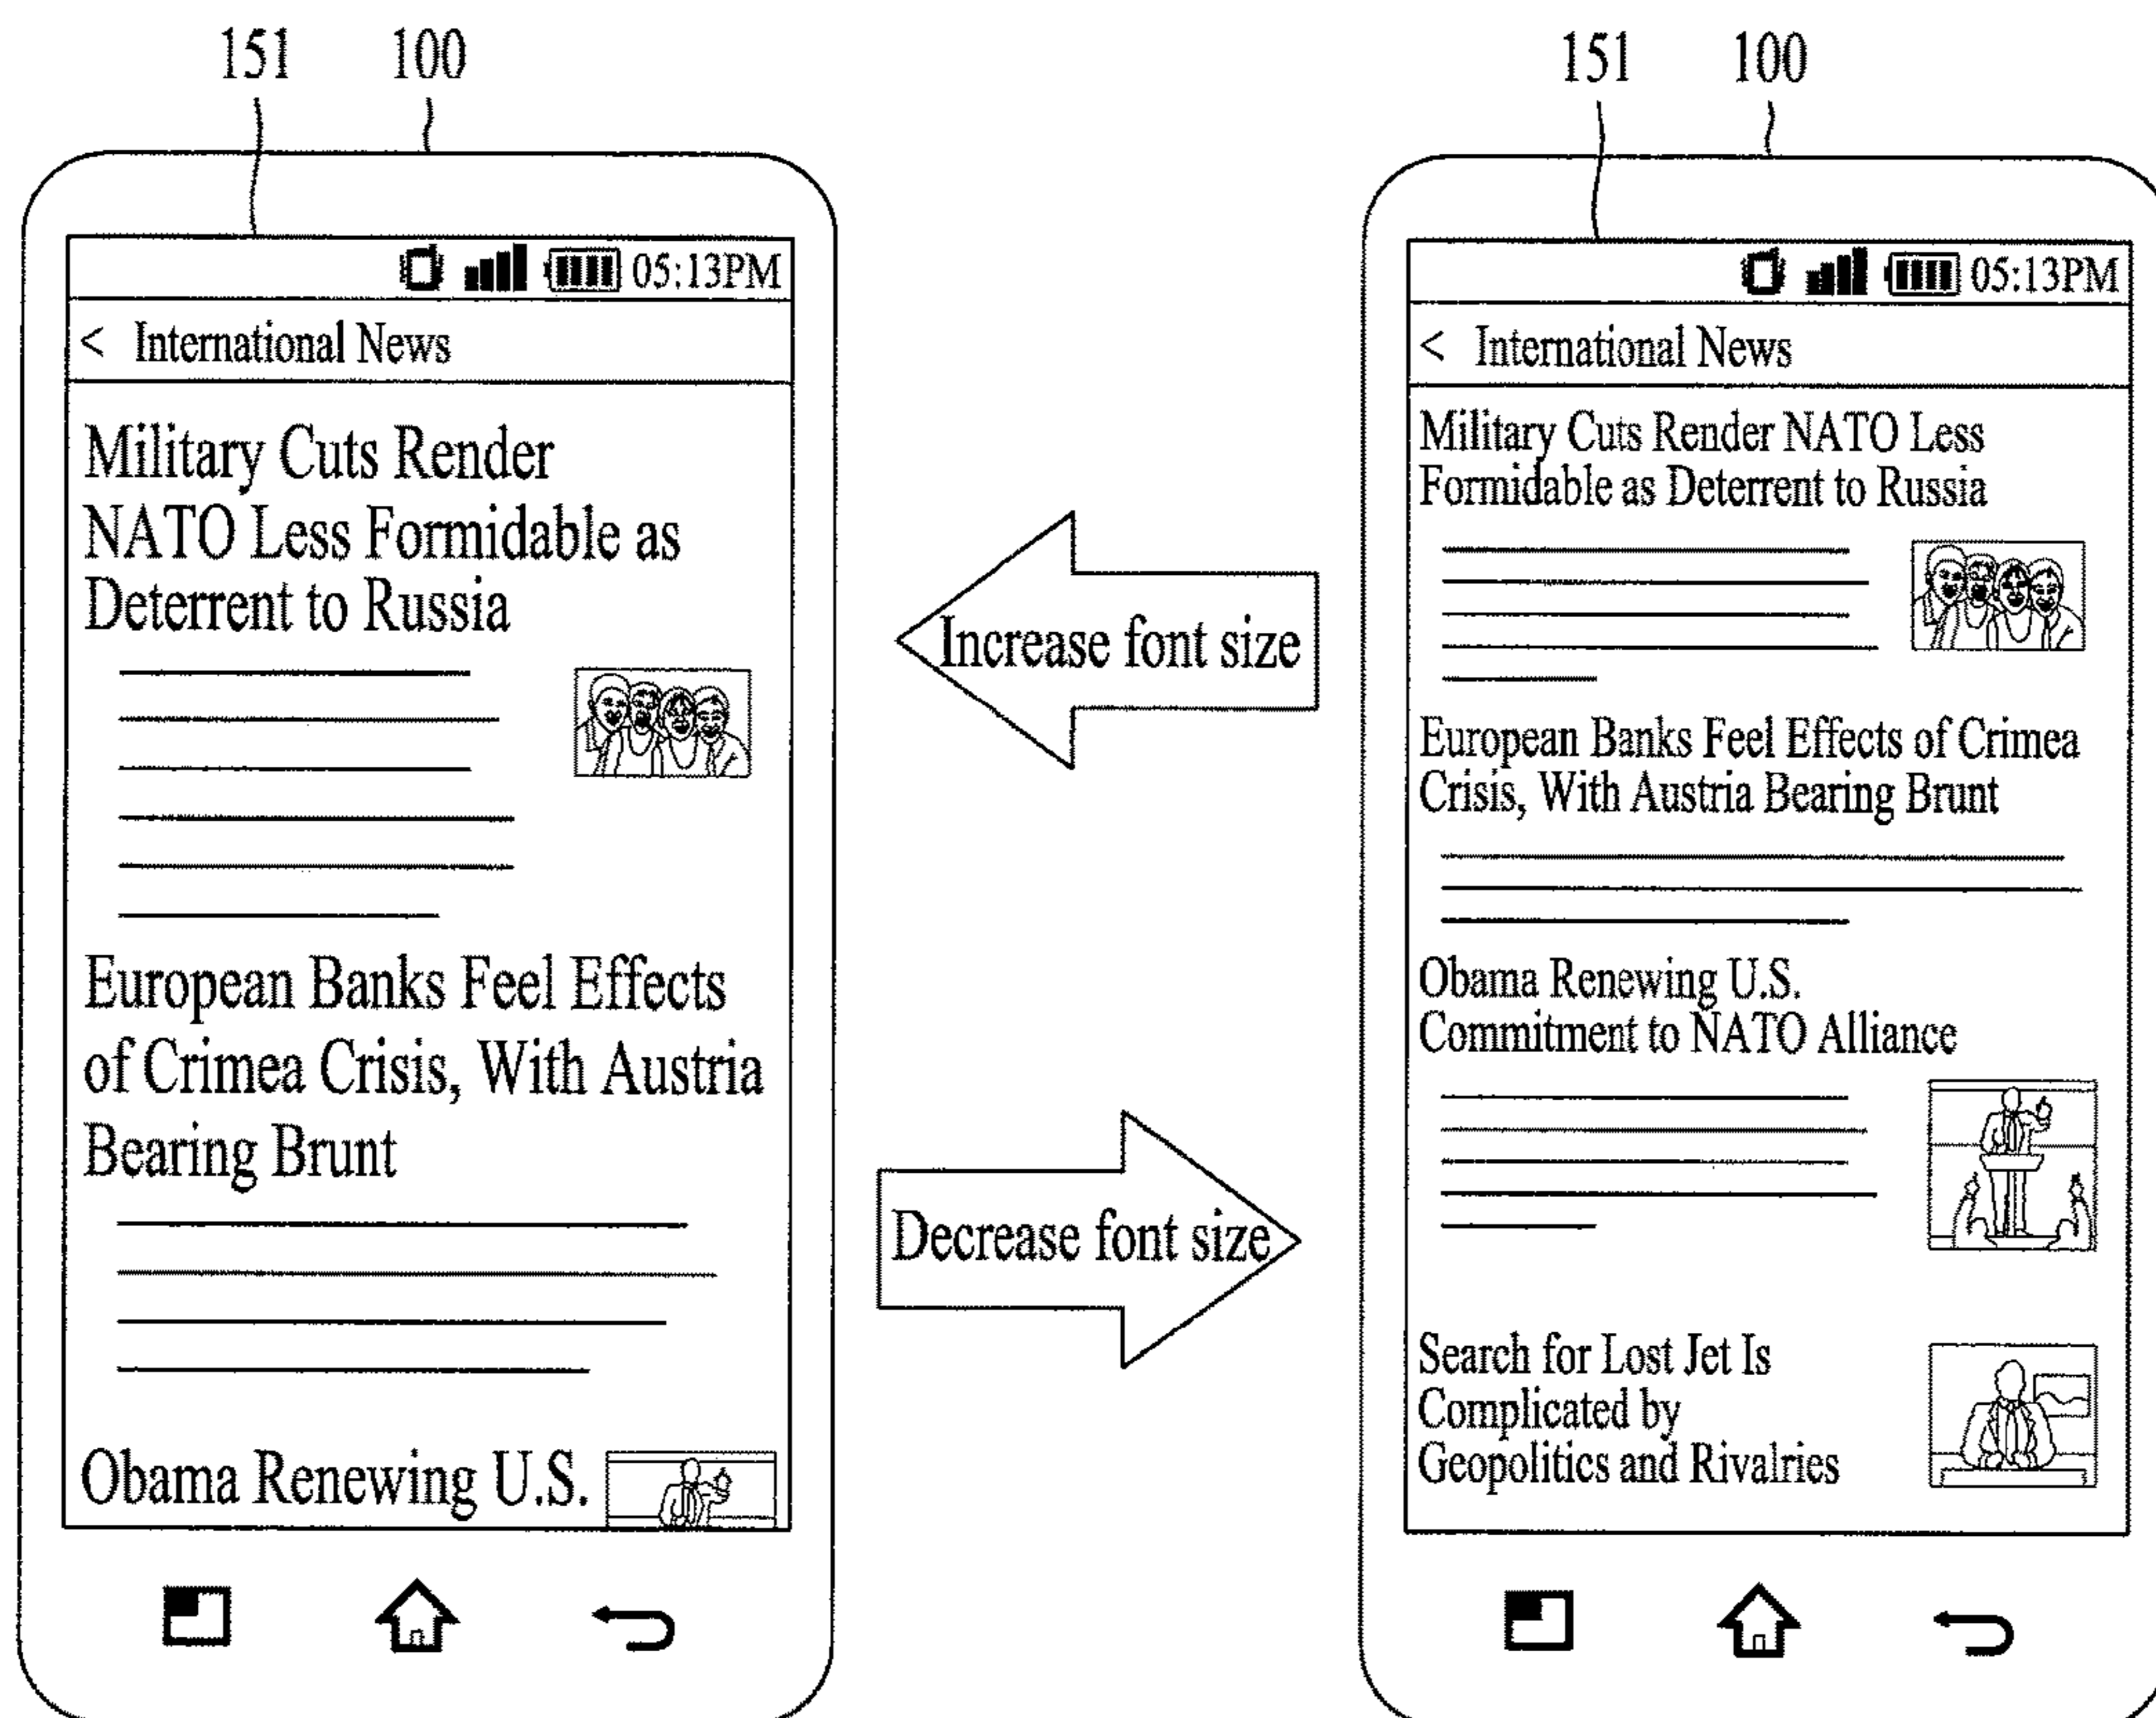 151 100
05:13PM
< International News
Military Cuts Render
NATO Less Formidable as
Deterrent to Russia
European Banks Feel Effects
of Crimea Crisis, With Austria
Bearing Brunt
Obama Renewing U.S.
Increase font size
Decrease font size
151 100
05:13PM
< International News
Military Cuts Render NATO Less
Formidable as Deterrent to Russia
European Banks Feel Effects of Crimea
Crisis, With Austria Bearing Brunt
Obama Renewing U.S.
Commitment to NATO Alliance
Search for Lost Jet Is
Complicated by
Geopolitics and Rivalries